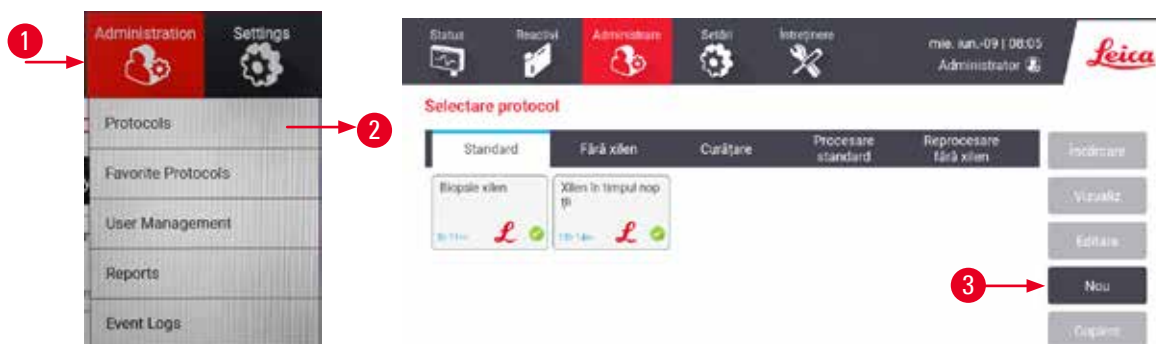 1
Administration
Settings
Protocols
2
Favorite Protocols
User Management
Reports
Event Logs
Status
Reactivi
Administrare
Setări
Întreținere
mie. iun.-09 | 08:05
Administrator
Leica
Selectare protocol
Standard
Fără xilen
Curățare
Procesare
standard
Reprocesare
fără xilen
Încărcare
Biopsie xilen
Xilen în timpul nop
ții
Vizualiz.
Editare
3
Nou
Copiere